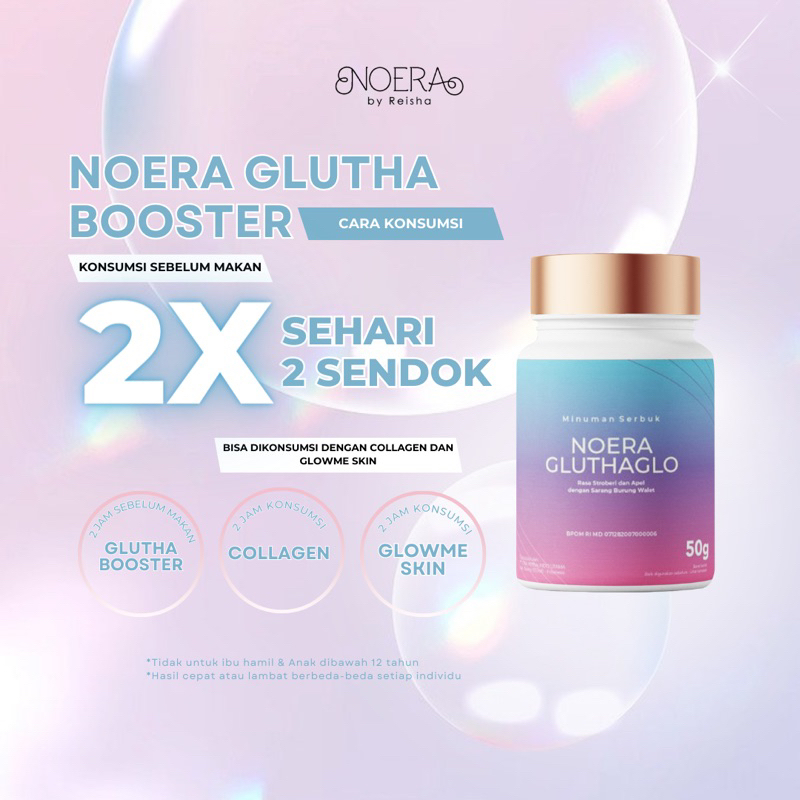 NOERA
by Reisha
NOERA GLUTHA
BOOSTER
CARA KONSUMSI
KONSUMSI SEBELUM MAKAN
2X
SEHARI
2 SENDOK
BISA DIKONSUMSI DENGAN COLLAGEN DAN
GLOWME SKIN
2 JAM SEBELUM MAKAN
GLUTHA
BOOSTER
2 JAM KONSUMSI
COLLAGEN
2 JAM KONSUMSI
GLOWME
SKIN
Minuman Serbuk
NOERA
GLUTHAGLO
Rasa Stroberi dan Apel
dengan Sarang Burung Walet
BPOM RI MD
50g
*Tidak untuk ibu hamil & Anak dibawah 12 tahun
*Hasil cepat atau lambat berbeda-beda setiap individu